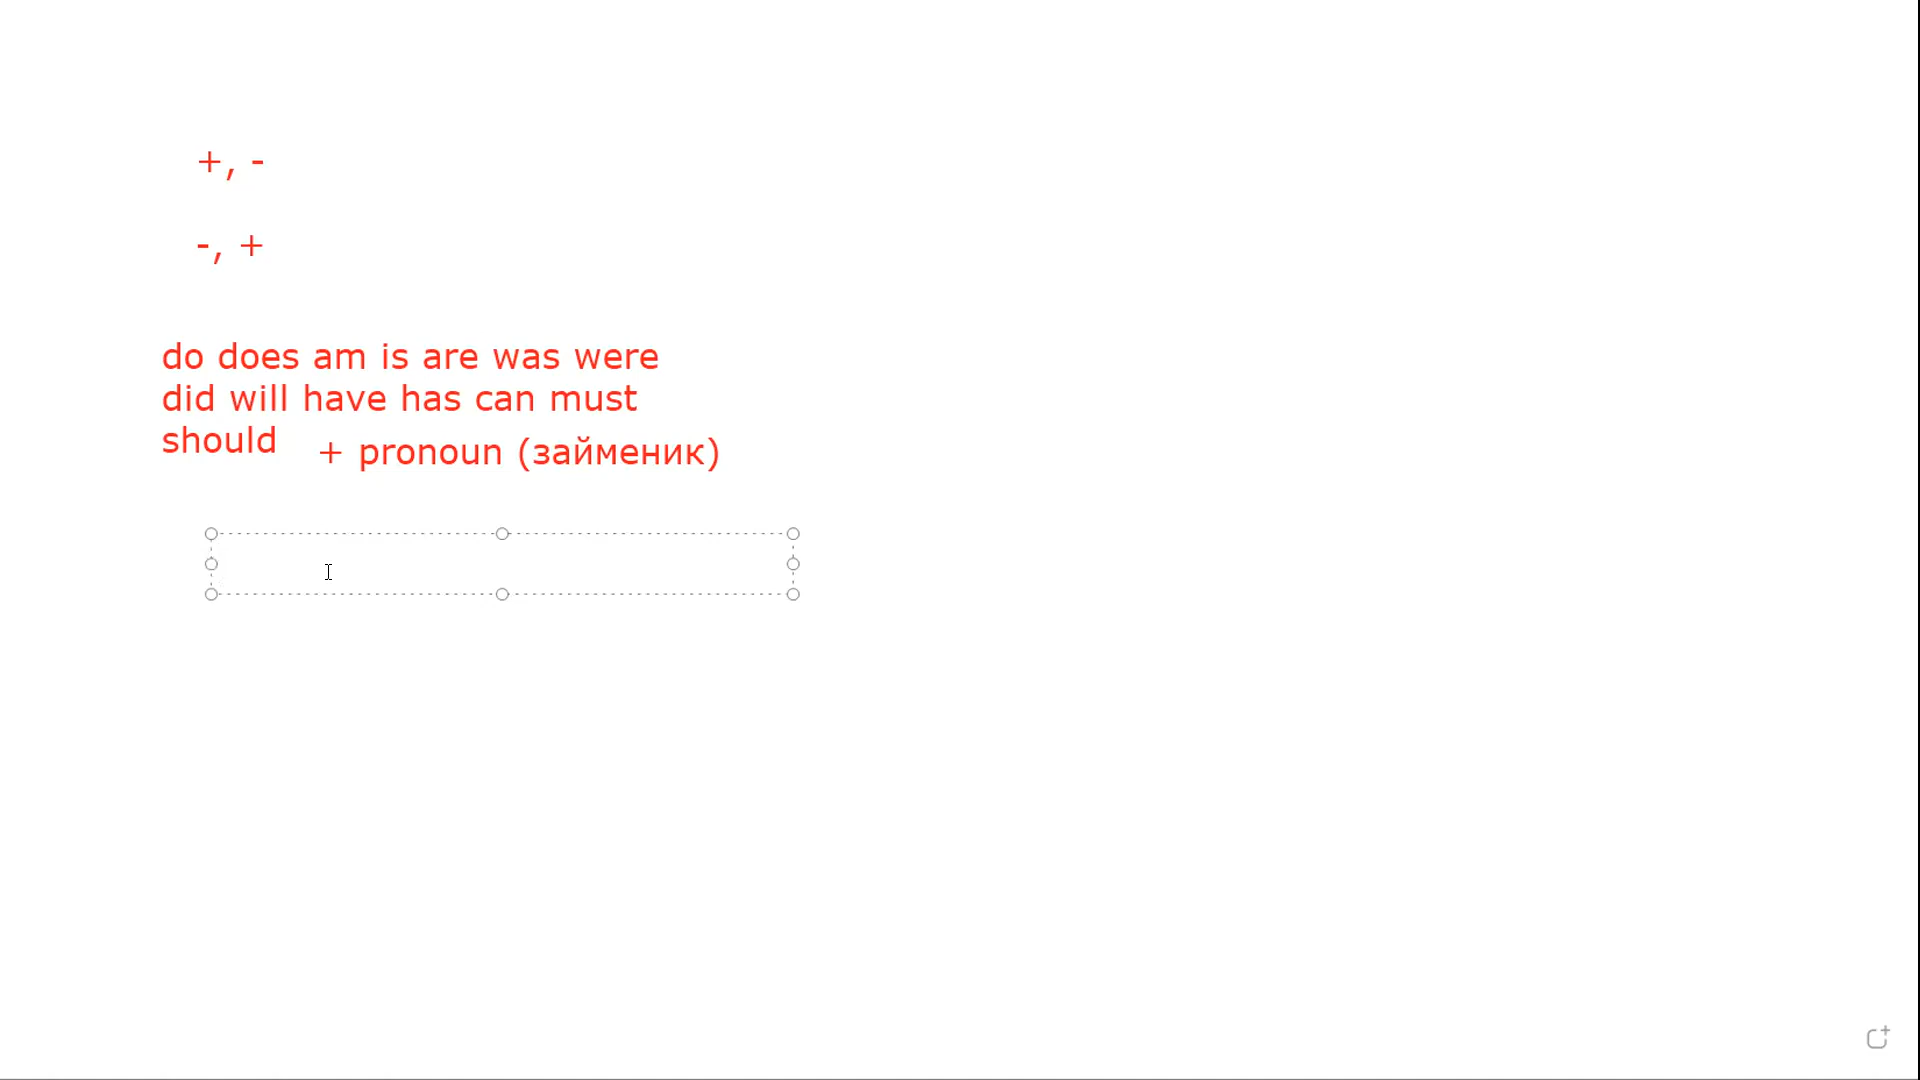 +, -
-, +
do does am is are was were
did will have has can must
should
+ pronoun (займеник)